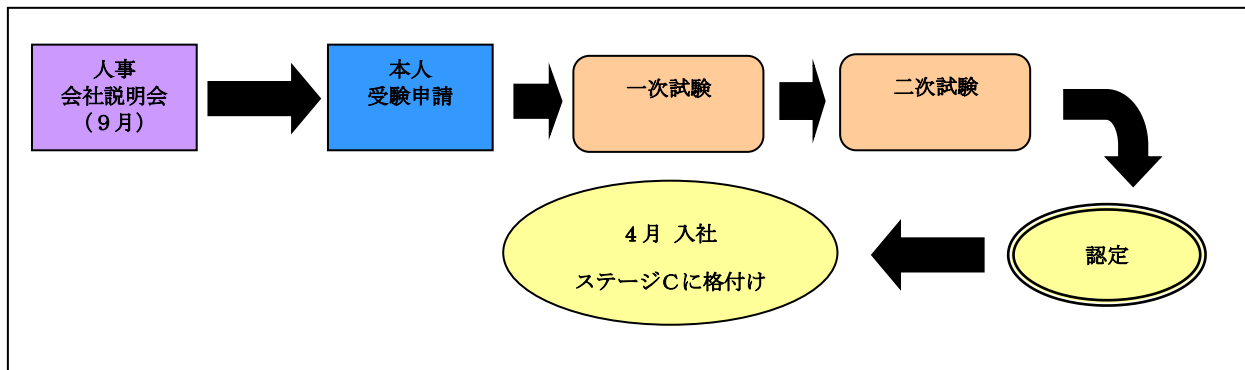 人事
会社説明会
（９月）
本人
受験申請
一次試験
二次試験
認定
４月 入社
ステージＣに格付け